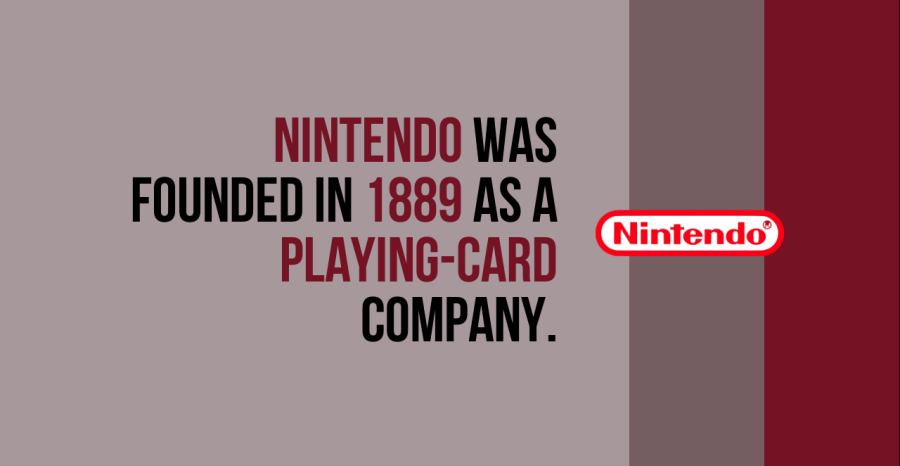 NINTENDO WAS
FOUNDED IN 1889 AS A
PLAYING-CARD
COMPANY.
Nintendo®